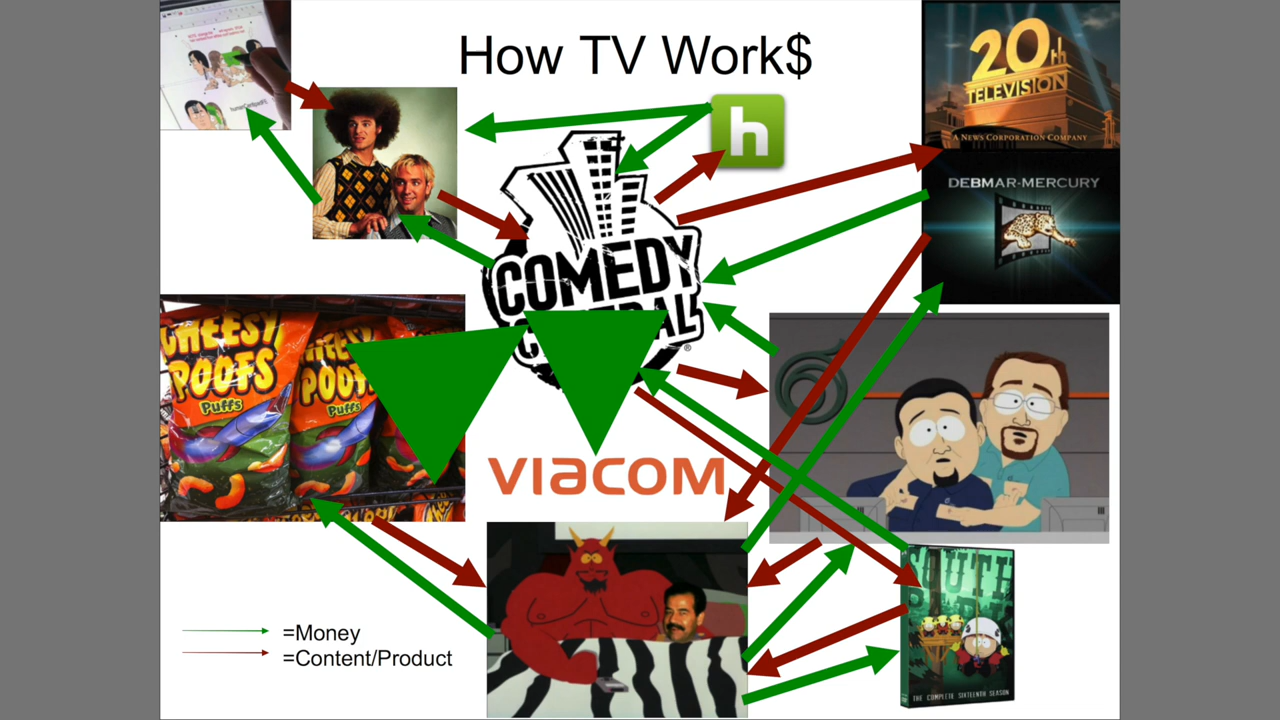 How TV Work$
humanCentipadFE
h
20th
TELEVISION
A NEWS CORPORATION COMPANY
DEBMAR-MERCURY
COMEDY
CENTRAL
®
CHEESY
POOFS
Puffs
CHEESY
POOFS
Puffs
VIACOM
SOUTH
PARK
THE COMPLETE SIXTEENTH SEASON
=Money
=Content/Product